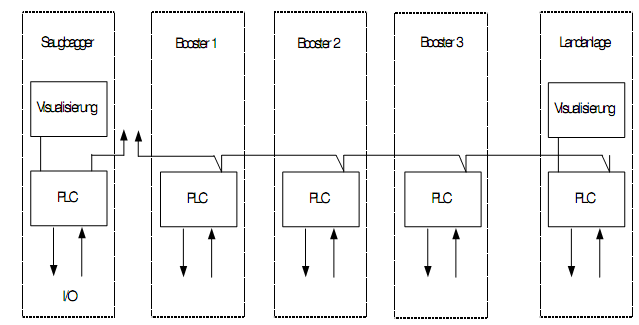 Saugbagger
Booster 1
Booster 2
Booster 3
Landanlage
Visualisierung
Visualisierung
PLC
PLC
PLC
PLC
PLC
I/O